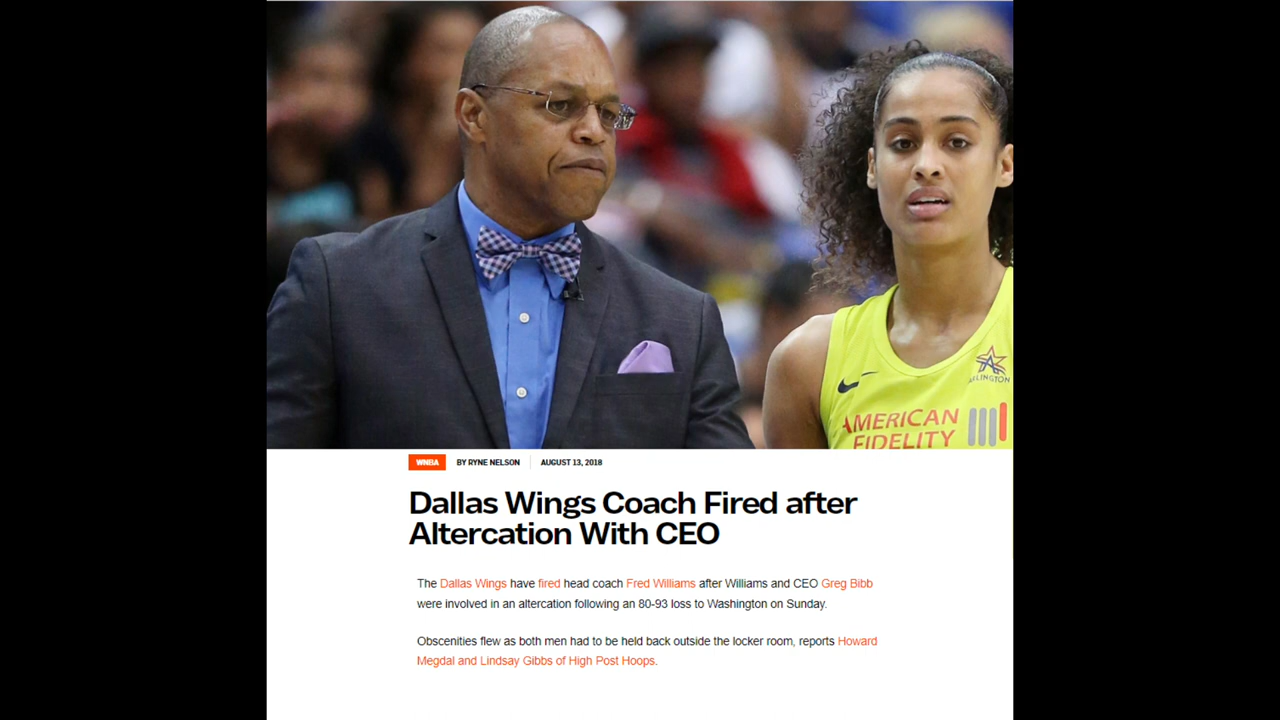 ARLINGTON
AMERICAN
FIDELITY
WNBA BY RYNE NELSON AUGUST 13, 2018
Dallas Wings Coach Fired after
Altercation With CEO
The Dallas Wings have fired head coach Fred Williams after Williams and CEO Greg Bibb
were involved in an altercation following an 80-93 loss to Washington on Sunday.
Obscenities flew as both men had to be held back outside the locker room, reports Howard
Megdal and Lindsay Gibbs of High Post Hoops.